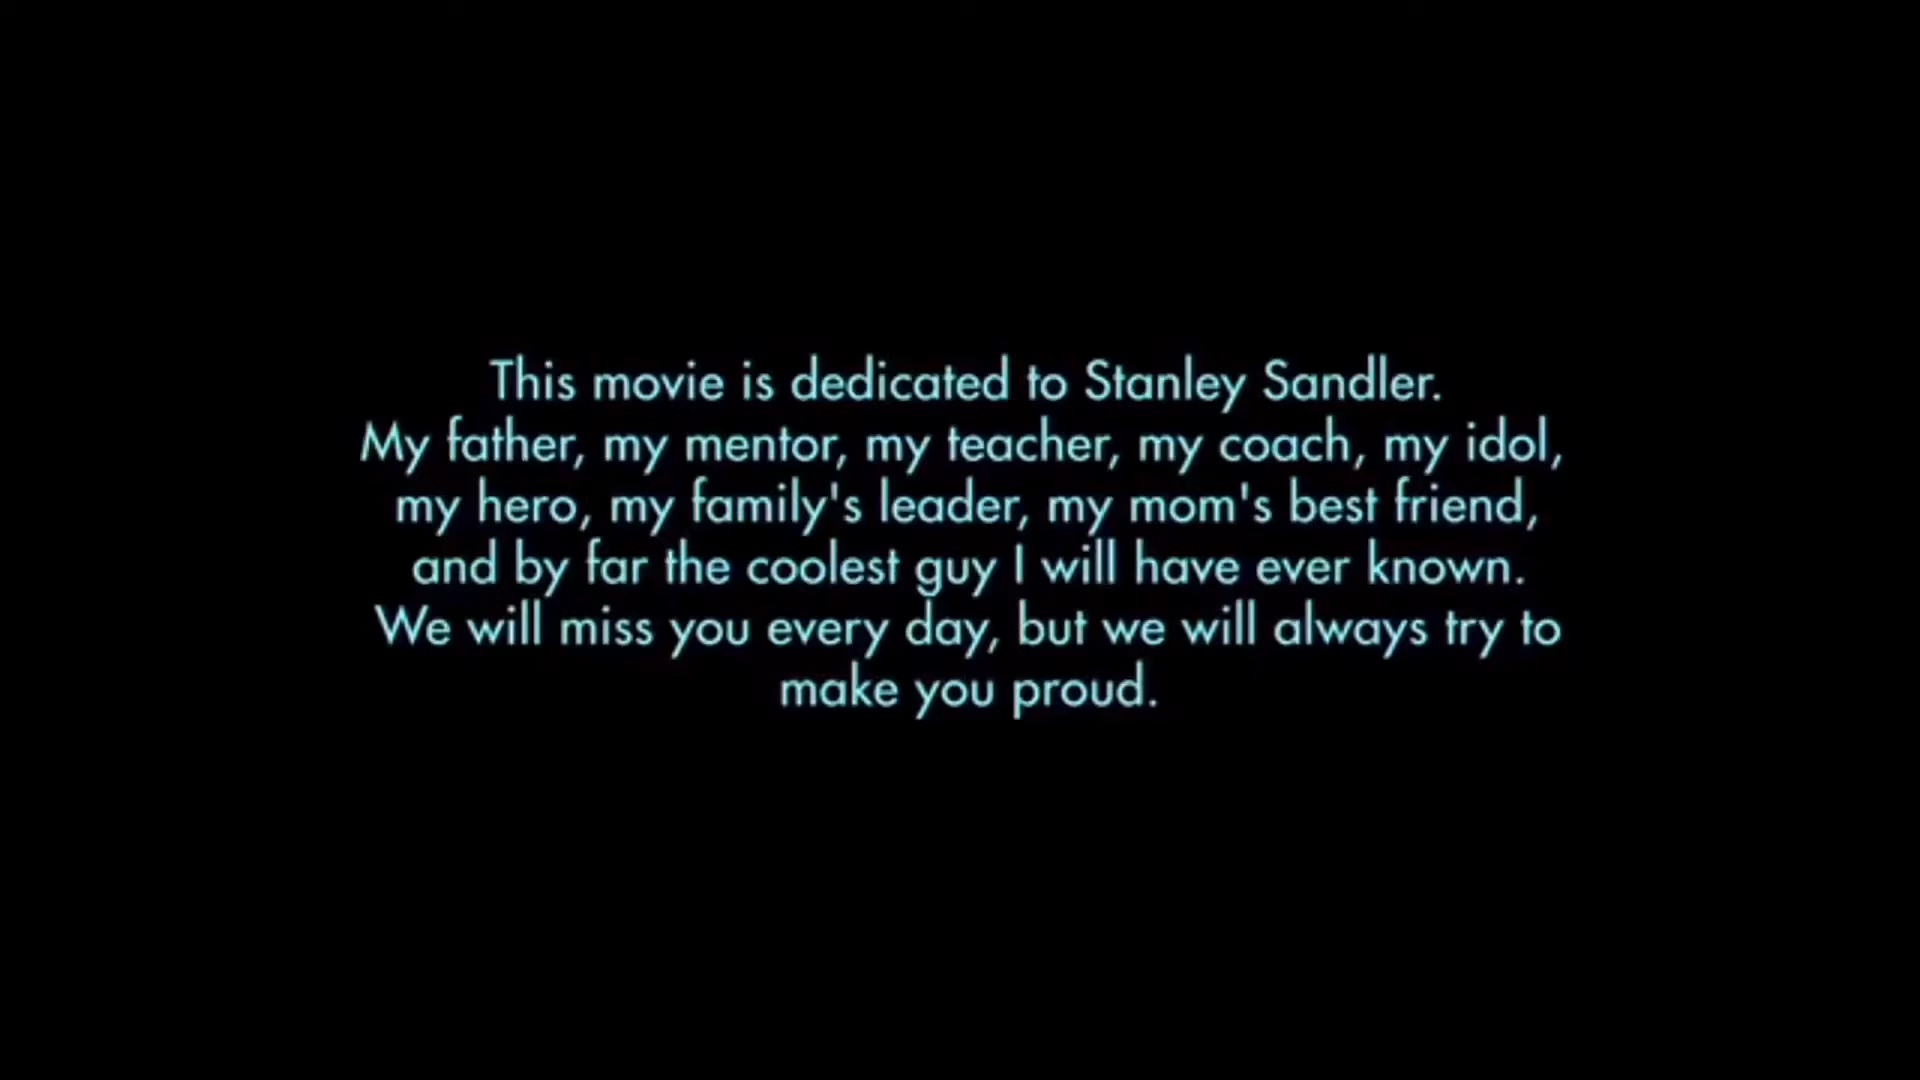 This movie is dedicated to Stanley Sandler.
My father, my mentor, my teacher, my coach, my idol,
my hero, my family's leader, my mom's best friend,
and by far the coolest guy I will have ever known.
We will miss you every day, but we will always try to
make you proud.